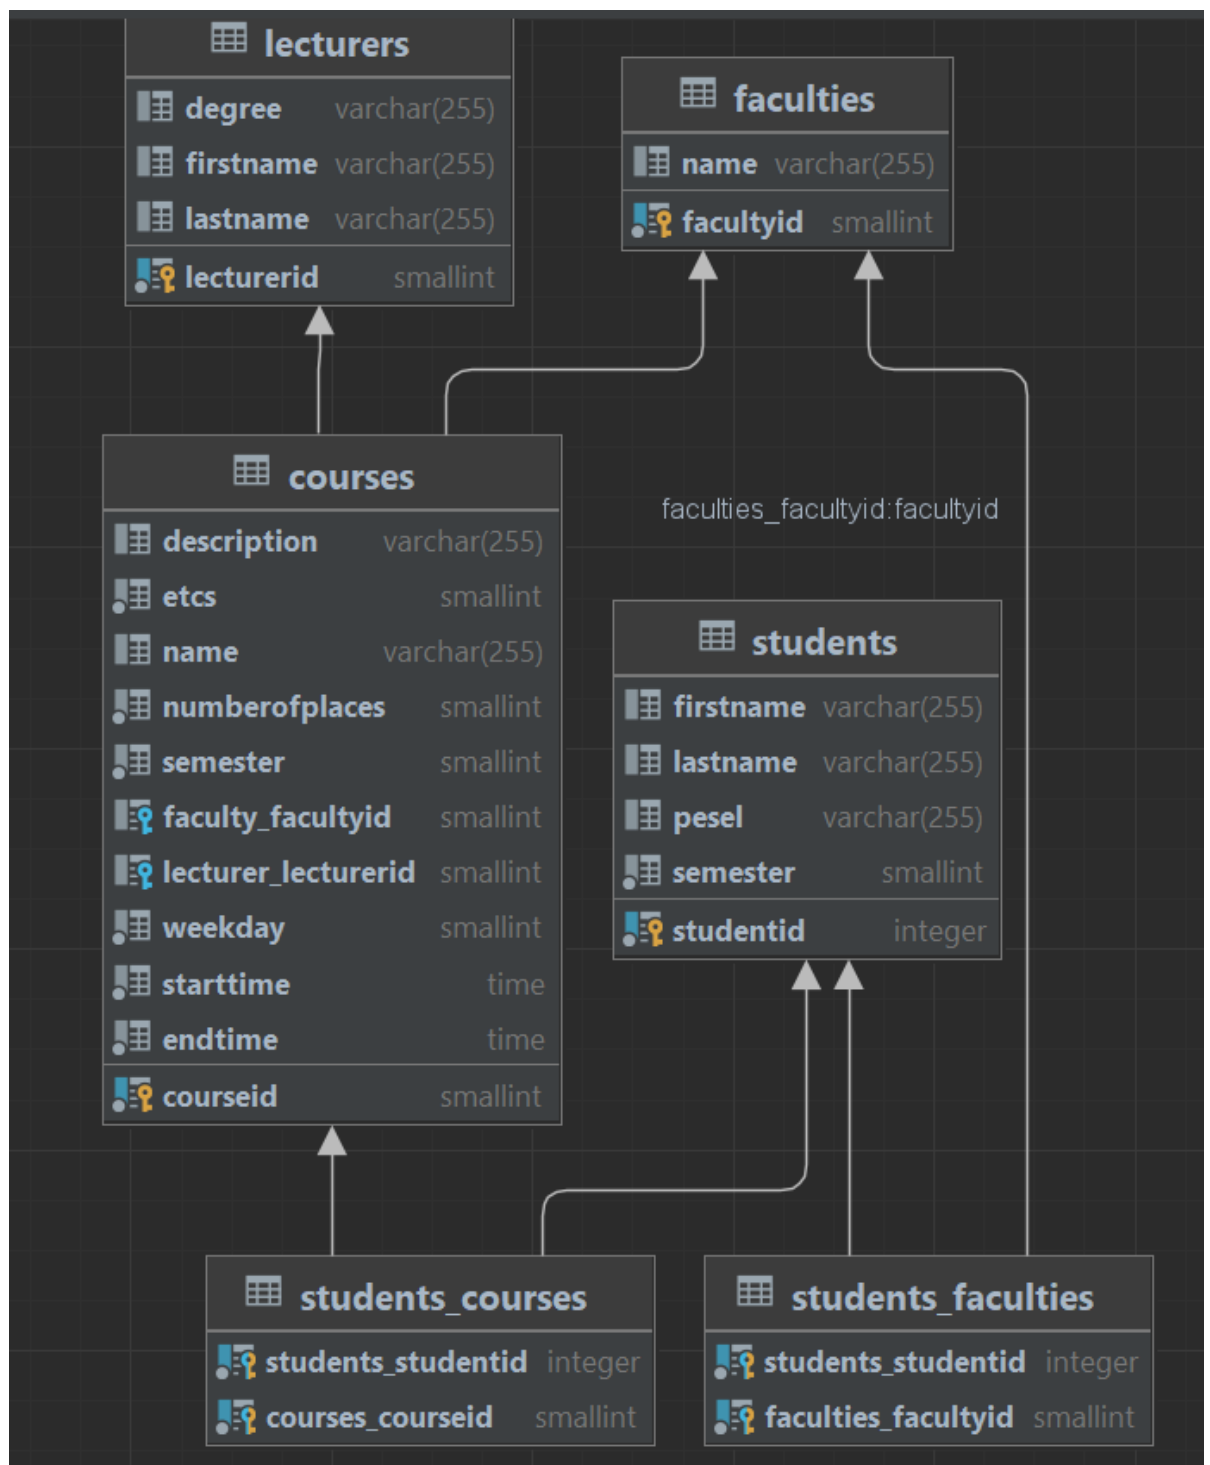 lecturers
degree varchar(255)
firstname varchar(255)
lastname varchar(255)
lecturerid smallint
faculties
name varchar(255)
facultyid smallint
courses
description varchar(255)
etcs smallint
name varchar(255)
numberofplaces smallint
semester smallint
faculty_facultyid smallint
lecturer_lecturerid smallint
weekday smallint
starttime time
endtime time
courseid smallint
faculties_facultyid:facultyid
students
firstname varchar(255)
lastname varchar(255)
pesel varchar(255)
semester smallint
studentid integer
students_courses
students_studentid integer
courses_courseid smallint
students_faculties
students_studentid integer
faculties_facultyid smallint